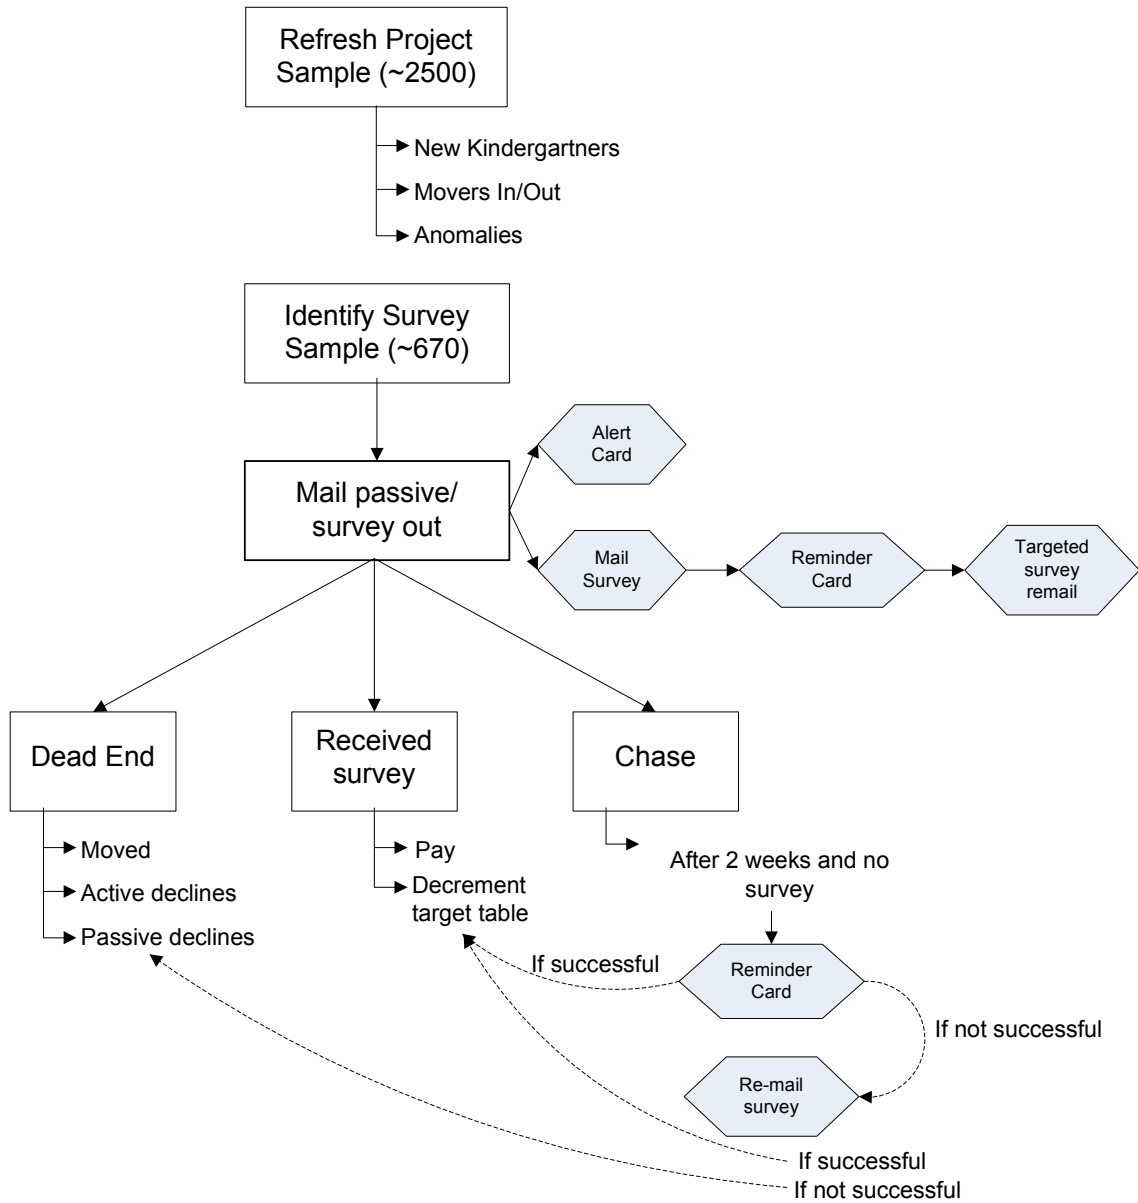 Refresh Project
Sample (~2500)
New Kindergartners
Movers In/Out
Anomalies
Identify Survey
Sample (~670)
Alert
Card
Mail passive/
survey out
Mail
Survey
Reminder
Card
Targeted
survey
remail
Dead End
Received
survey
Chase
Moved
Active declines
Passive declines
Pay
Decrement
target table
After 2 weeks and no
survey
If successful
Reminder
Card
If not successful
Re-mail
survey
If successful
If not successful